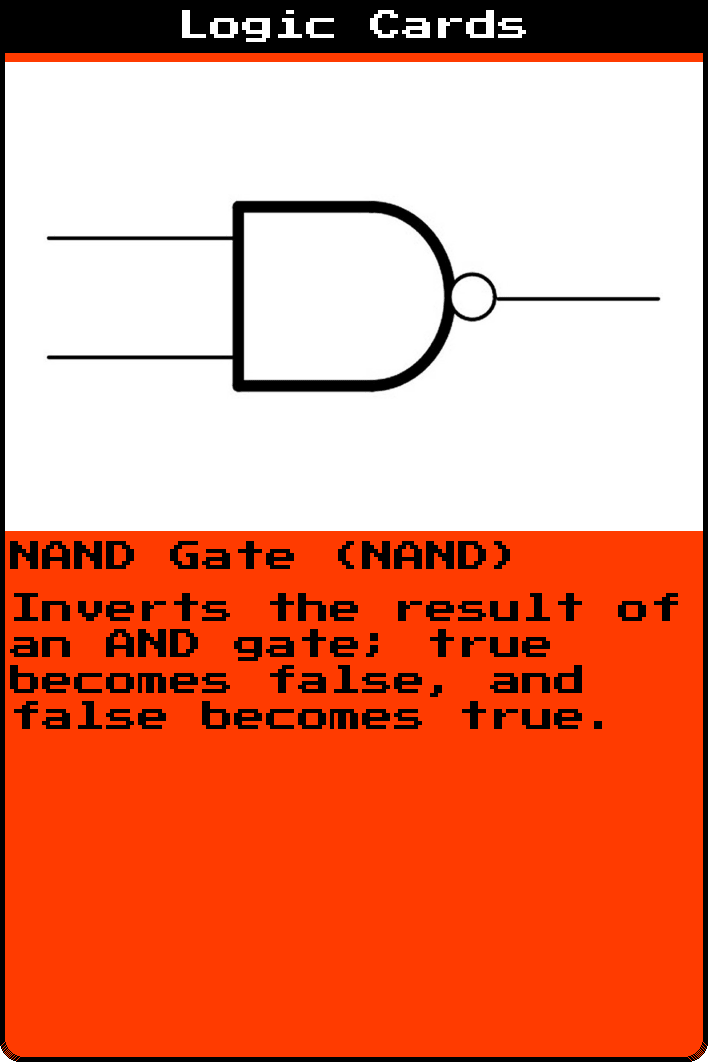 Logic Cards
NAND Gate (NAND)
Inverts the result of
an AND gate; true
becomes false, and
false becomes true.